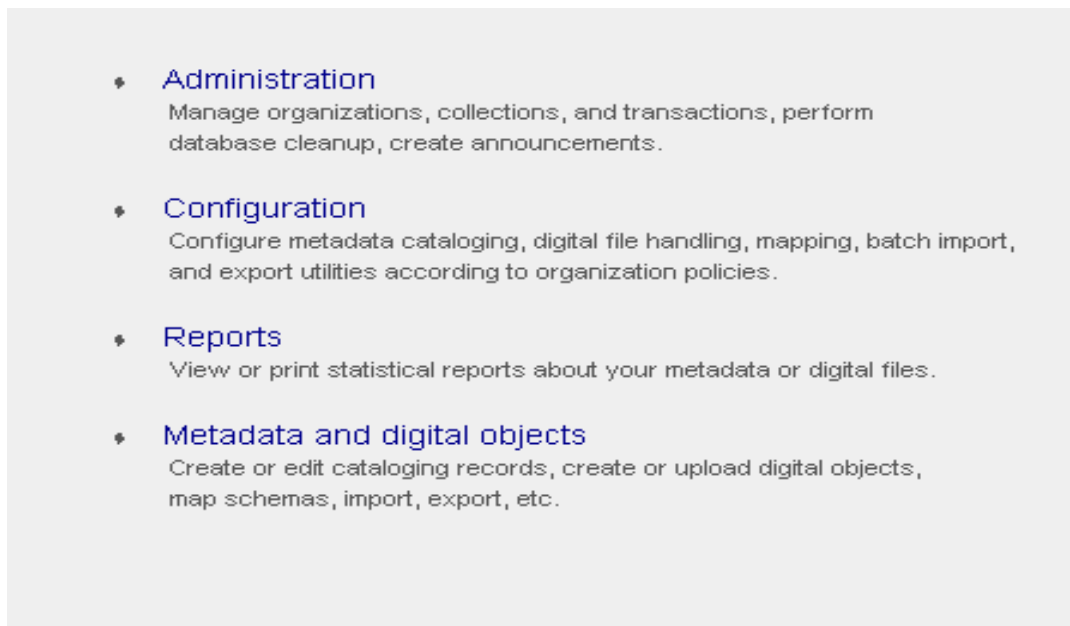 Administration
Manage organizations, collections, and transactions, perform
database cleanup, create announcements.
Configuration
Configure metadata cataloging, digital file handling, mapping, batch import,
and export utilities according to organization policies.
Reports
View or print statistical reports about your metadata or digital files.
Metadata and digital objects
Create or edit cataloging records, create or upload digital objects,
map schemas, import, export, etc.